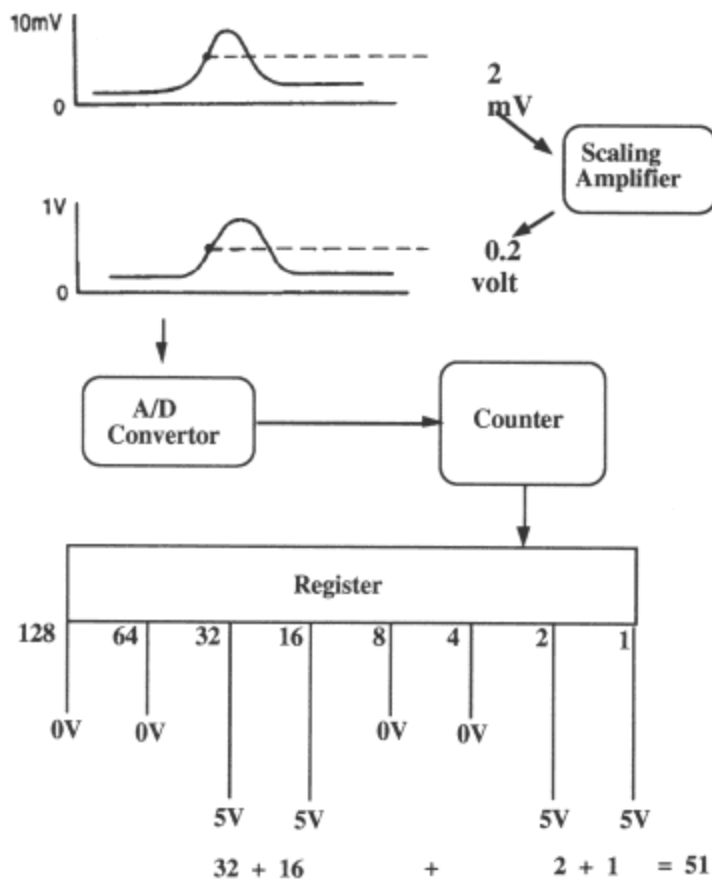 10mV
0
2
mV
Scaling
Amplifier
1V
0
0.2
volt
A/D
Convertor
Counter
Register
128 64 32 16 8 4 2 1
0V 0V 0V 0V
5V 5V 5V 5V
32 + 16 + 2 + 1 = 51